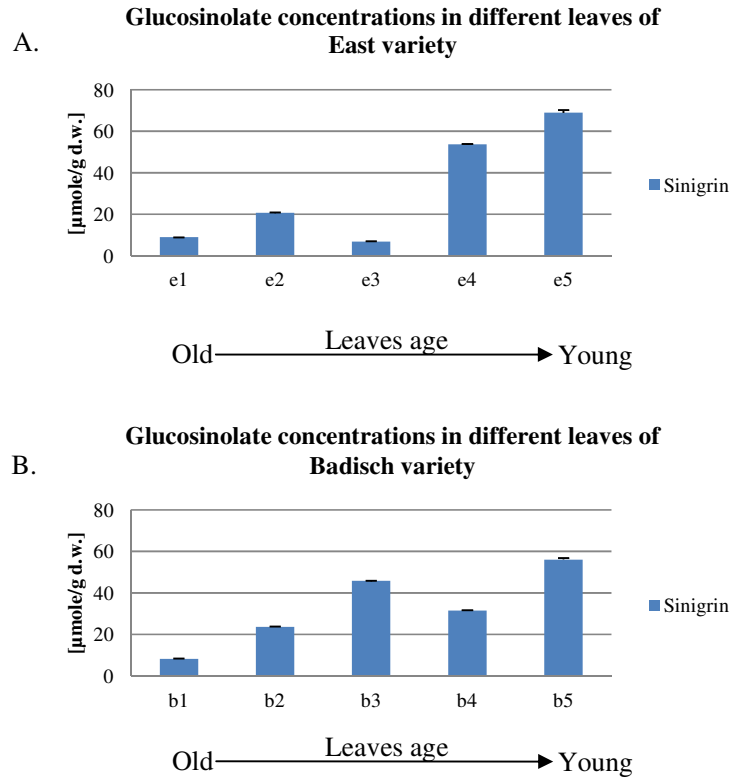 A.
Glucosinolate concentrations in different leaves of
East variety
[µmole/g d.w.]
80
60
40
20
0
e1 e2 e3 e4 e5
Sinigrin
Old Leaves age Young
B.
Glucosinolate concentrations in different leaves of
Badisch variety
[µmole/g d.w.]
80
60
40
20
0
b1 b2 b3 b4 b5
Sinigrin
Old Leaves age Young